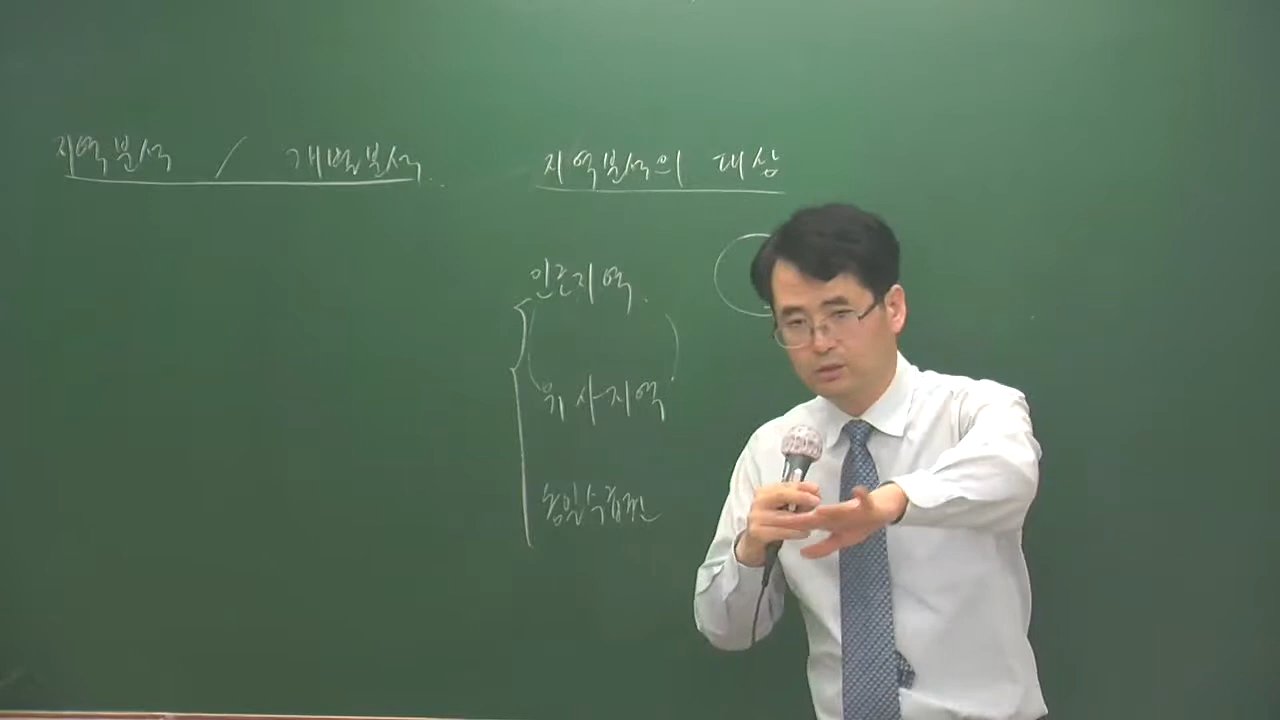 지역분석 / 개별분석
지역분석의 대상
인근지역
유사지역
동일수급권